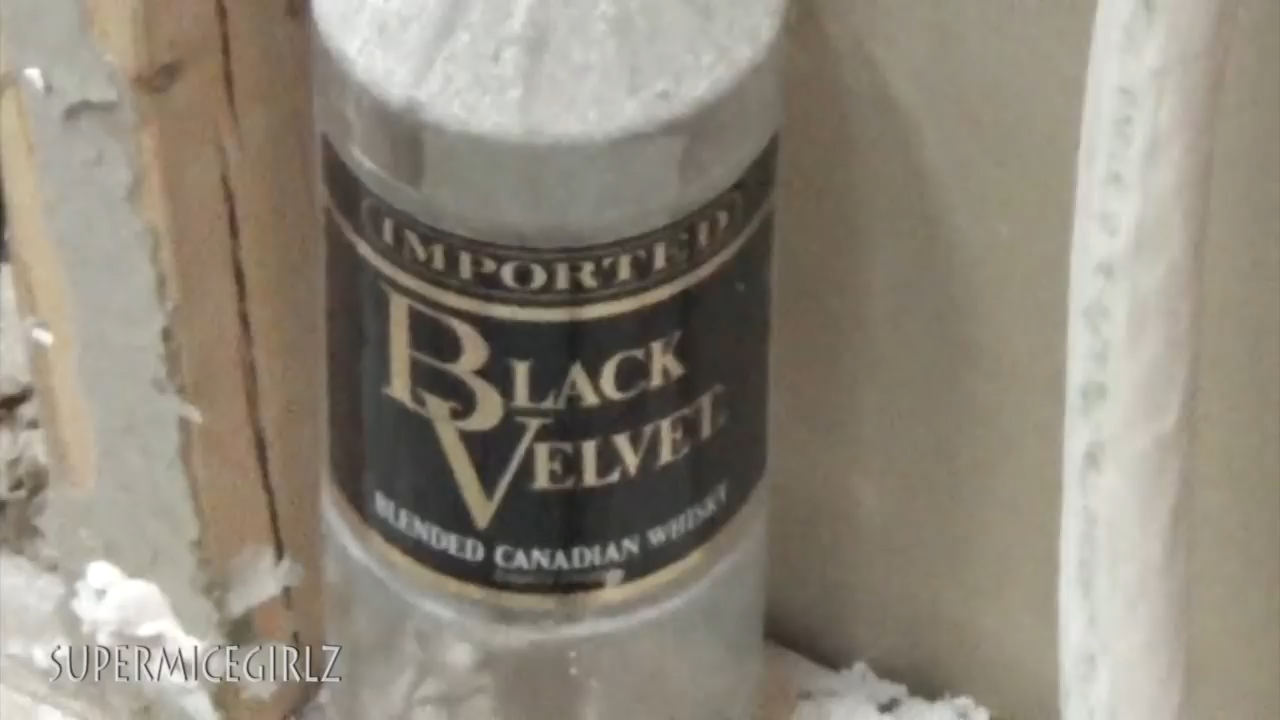 IMPORTED
BLACK
VELVET
BLENDED CANADIAN WHISKY
SUPERMICEGIRLZ